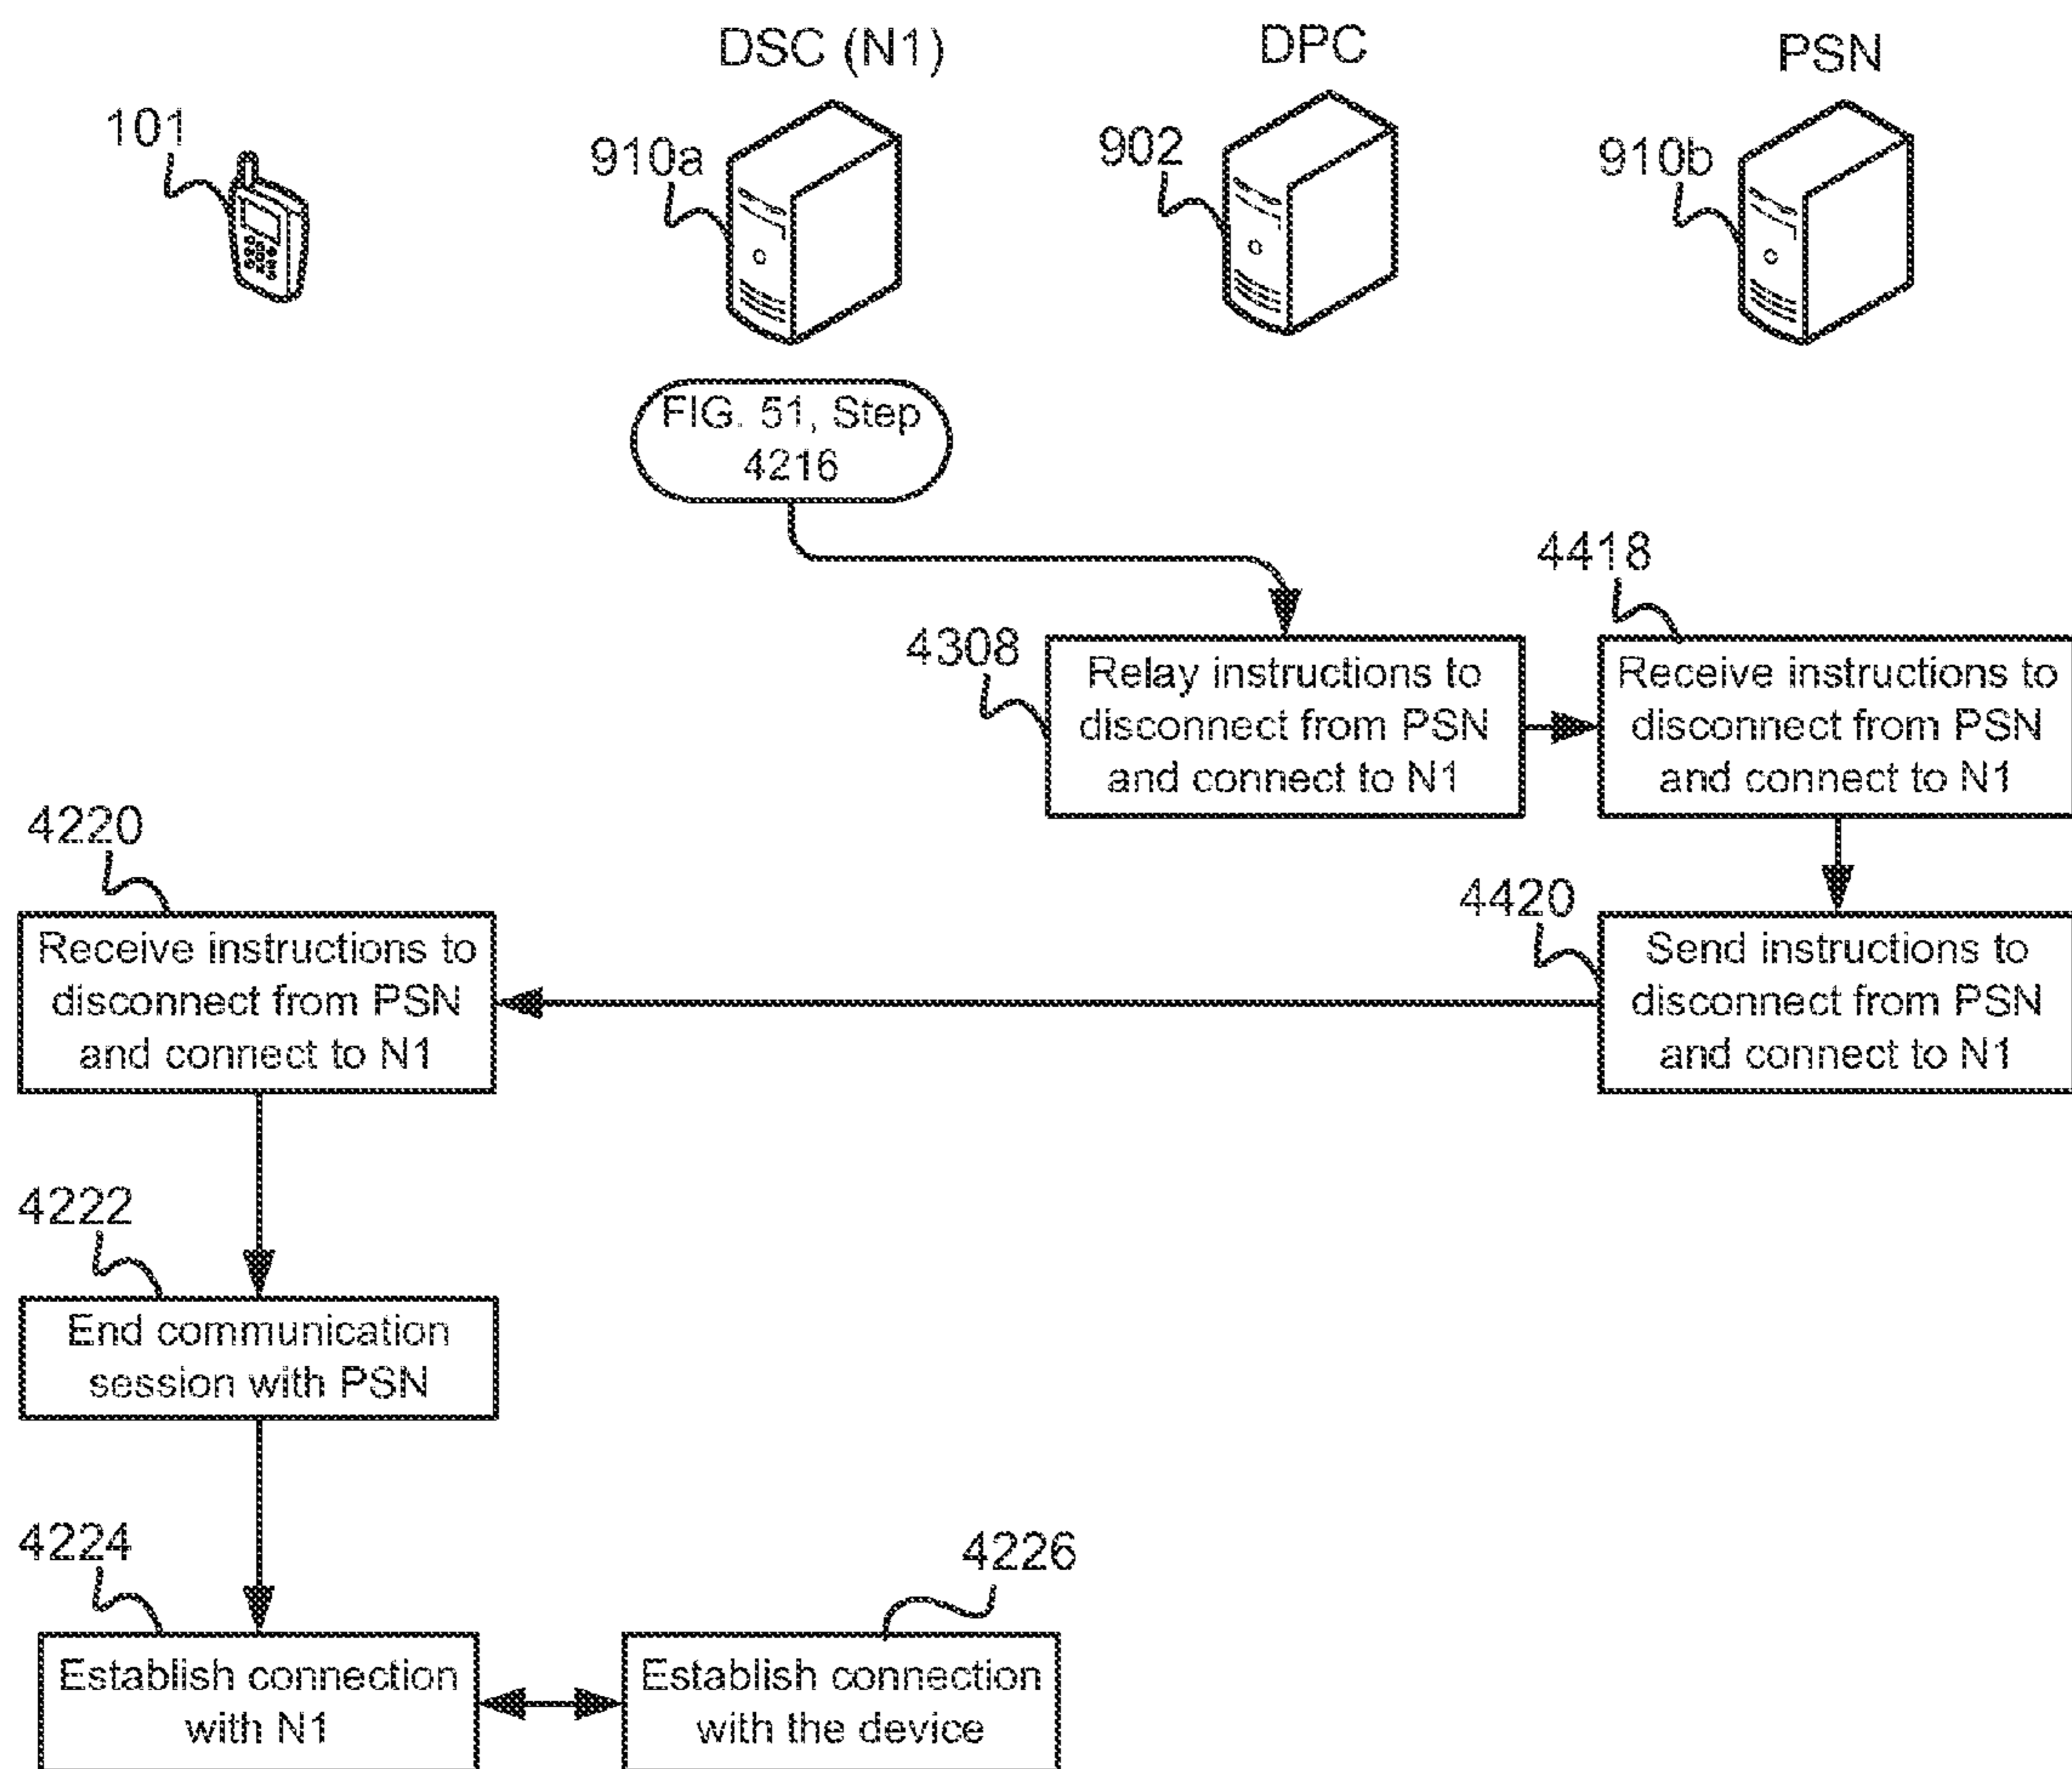 DSC (N1)
DPC
PSN
101
910a
902
910b
FIG. 51, Step
4216
4418
4308
Relay instructions to
disconnect from PSN
and connect to N1
Receive instructions to
disconnect from PSN
and connect to N1
4220
4420
Receive instructions to
disconnect from PSN
and connect to N1
Send instructions to
disconnect from PSN
and connect to N1
4222
End communication
session with PSN
4224
4226
Establish connection
with N1
Establish connection
with the device